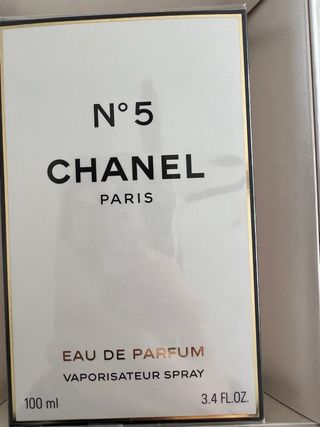 N°5
CHANEL
PARIS
EAU DE PARFUM
VAPORISATEUR SPRAY
100 ml 3.4 FL.OZ.